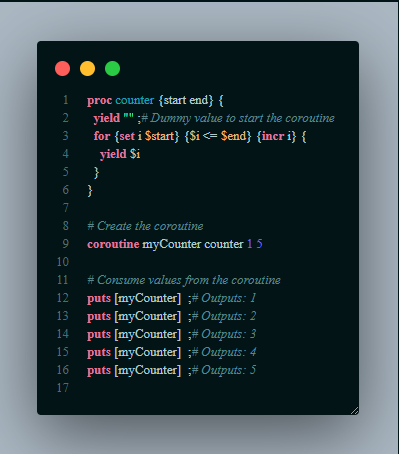 1 proc counter {start end} {
2   yield "" ;# Dummy value to start the coroutine
3   for {set i $start} {$i <= $end} {incr i} {
4     yield $i
5   }
6 }
7
8 # Create the coroutine
9 coroutine myCounter counter 1 5
10
11 # Consume values from the coroutine
12 puts [myCounter]  ;# Outputs: 1
13 puts [myCounter]  ;# Outputs: 2
14 puts [myCounter]  ;# Outputs: 3
15 puts [myCounter]  ;# Outputs: 4
16 puts [myCounter]  ;# Outputs: 5
17